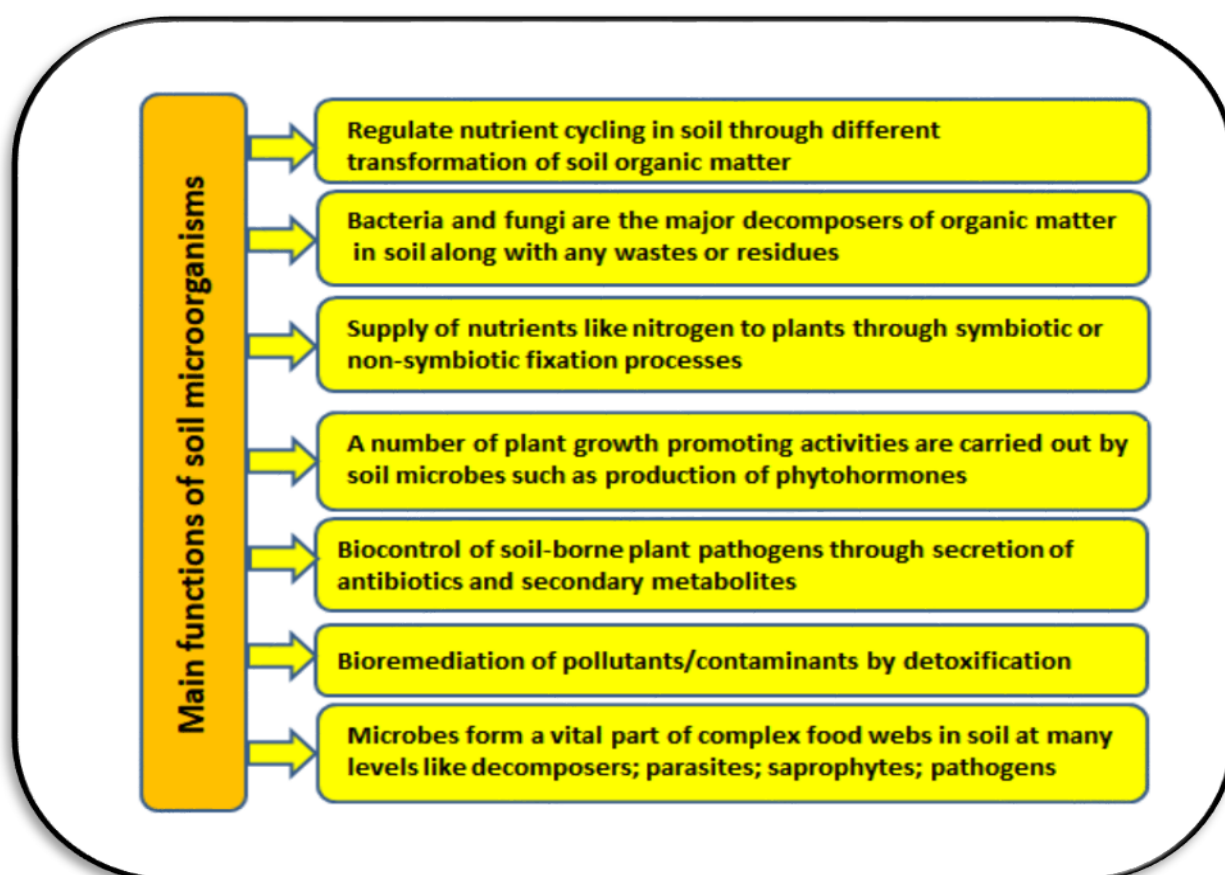 Main functions of soil microorganisms
Regulate nutrient cycling in soil through different
transformation of soil organic matter
Bacteria and fungi are the major decomposers of organic matter
in soil along with any wastes or residues
Supply of nutrients like nitrogen to plants through symbiotic or
non-symbiotic fixation processes
A number of plant growth promoting activities are carried out by
soil microbes such as production of phytohormones
Biocontrol of soil-borne plant pathogens through secretion of
antibiotics and secondary metabolites
Bioremediation of pollutants/contaminants by detoxification
Microbes form a vital part of complex food webs in soil at many
levels like decomposers; parasites; saprophytes; pathogens